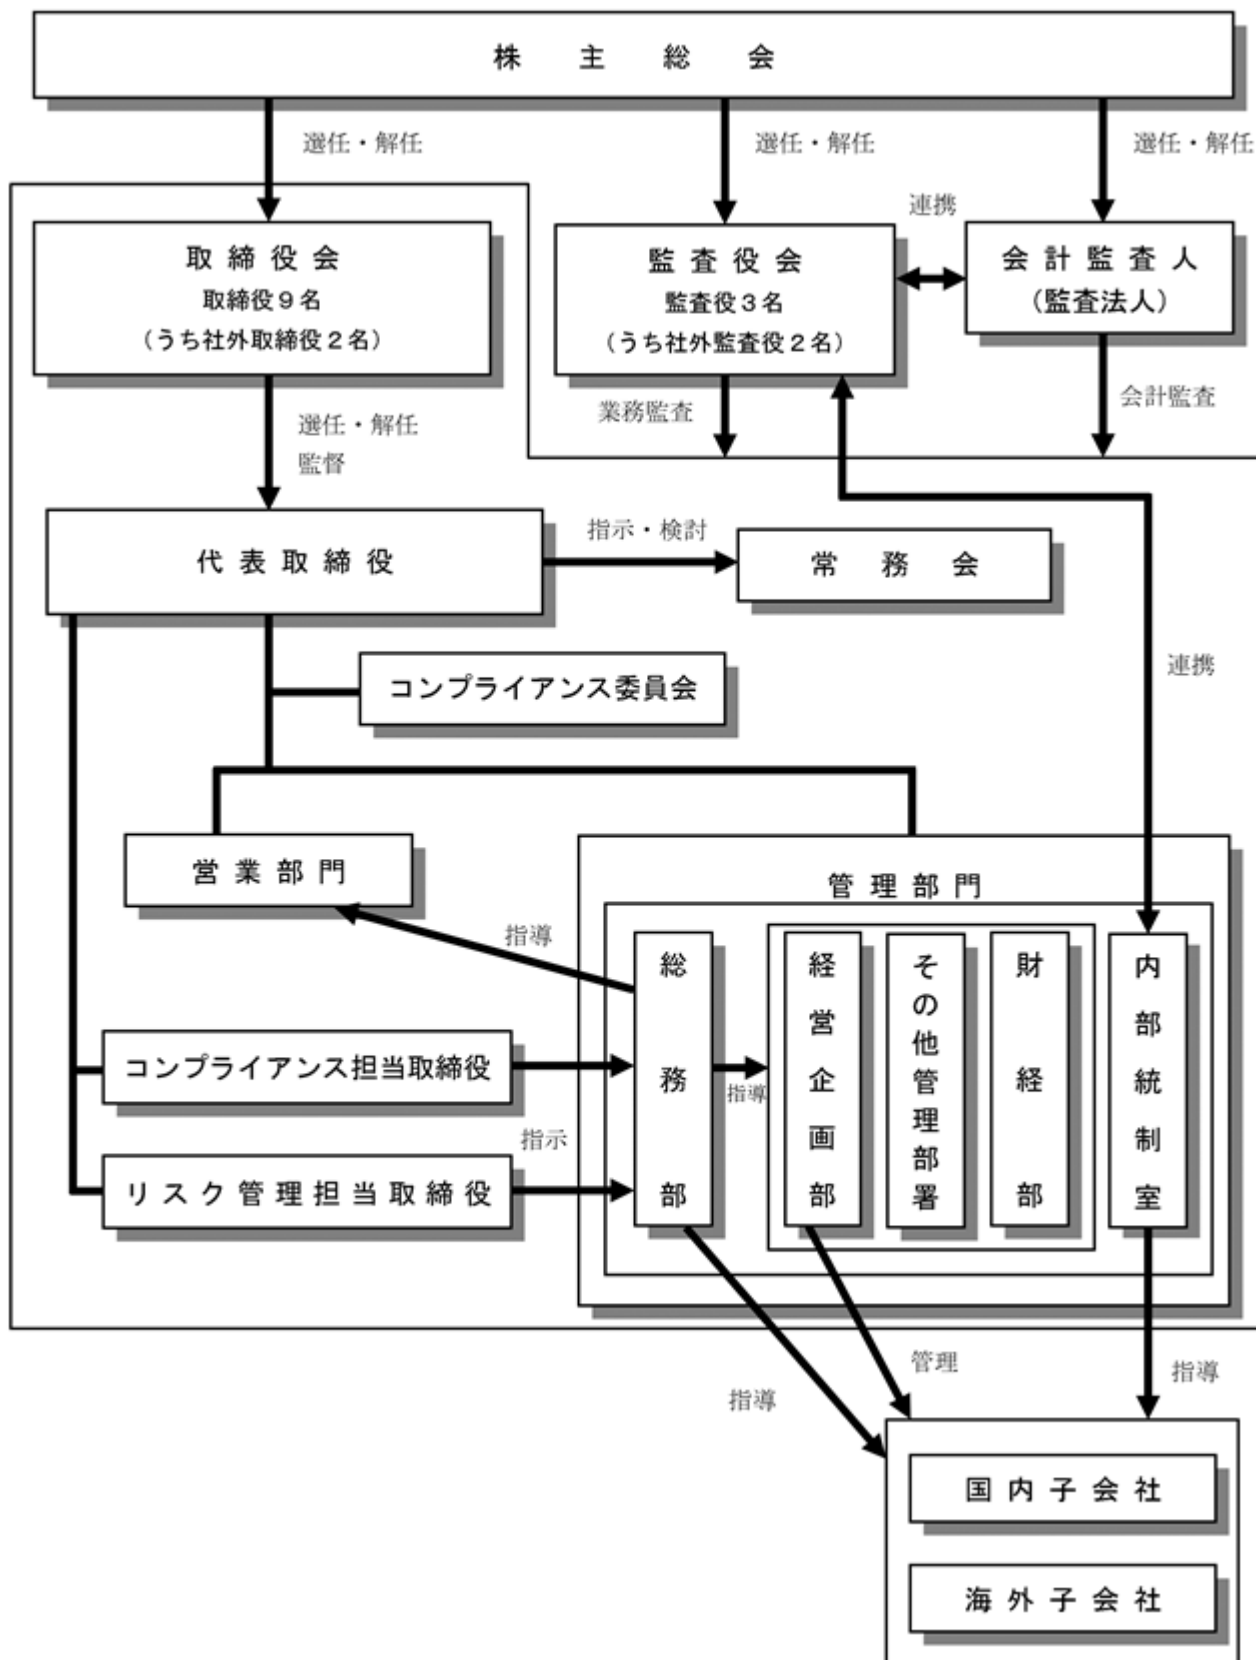 株主総会
選任・解任
選任・解任
選任・解任
取締役会
取締役９名
（うち社外取締役２名）
監査役会
監査役３名
（うち社外監査役２名）
連携
会計監査人
（監査法人）
選任・解任
監督
業務監査
会計監査
代表取締役
指示・検討
常務会
連携
コンプライアンス委員会
営業部門
管理部門
指導
総務部
経営企画部
その他管理部署
財経部
内部統制室
コンプライアンス担当取締役
指導
指示
リスク管理担当取締役
指導
管理
指導
国内子会社
海外子会社